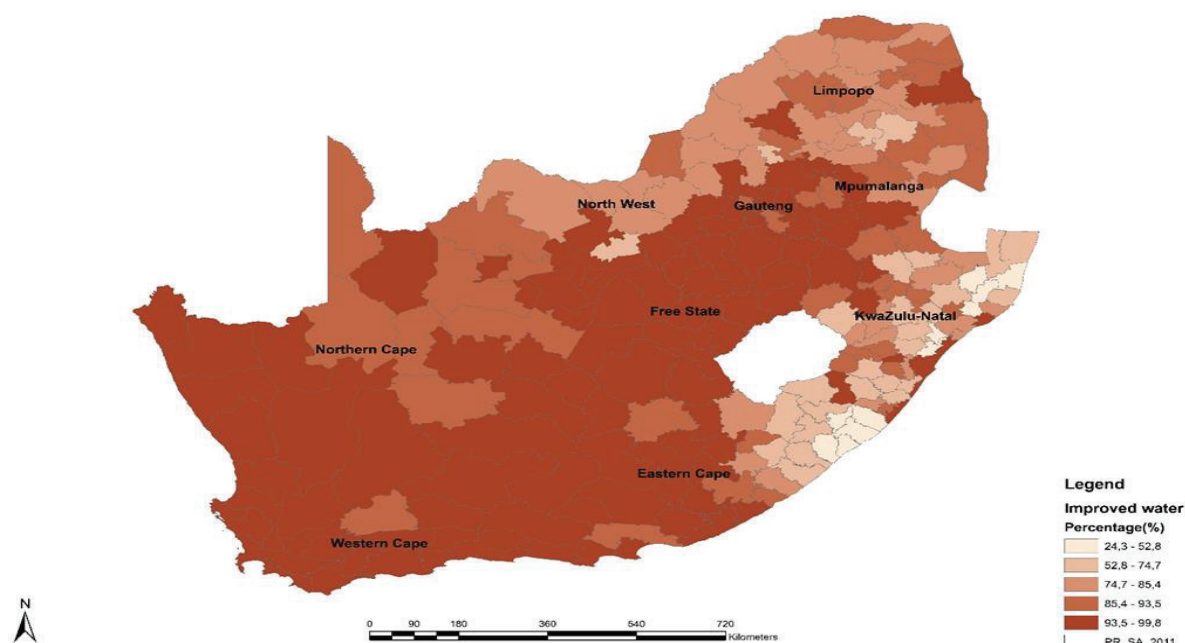 Limpopo
Mpumalanga
North West
Gauteng
Free State
KwaZulu-Natal
Northern Cape
Eastern Cape
Western Cape
Legend
Improved water
Percentage(%)
24,3 - 52,8
52,8 - 74,7
74,7 - 85,4
85,4 - 93,5
93,5 - 99,8
PR_SA_2011
N
0 90 180 360 540 720
Kilometers